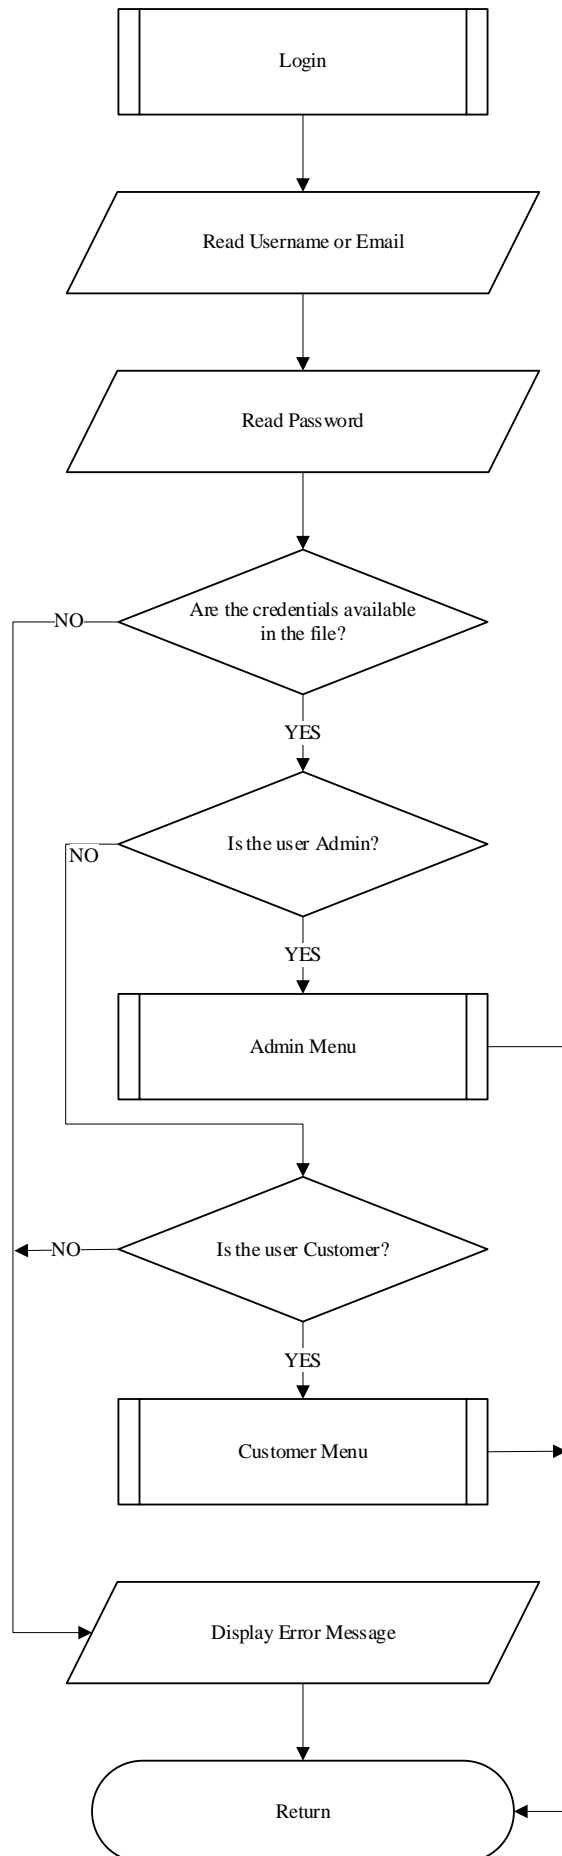 Login
Read Username or Email
Read Password
Are the credentials available
in the file?
NO
YES
Is the user Admin?
NO
YES
Admin Menu
Is the user Customer?
NO
YES
Customer Menu
Display Error Message
Return